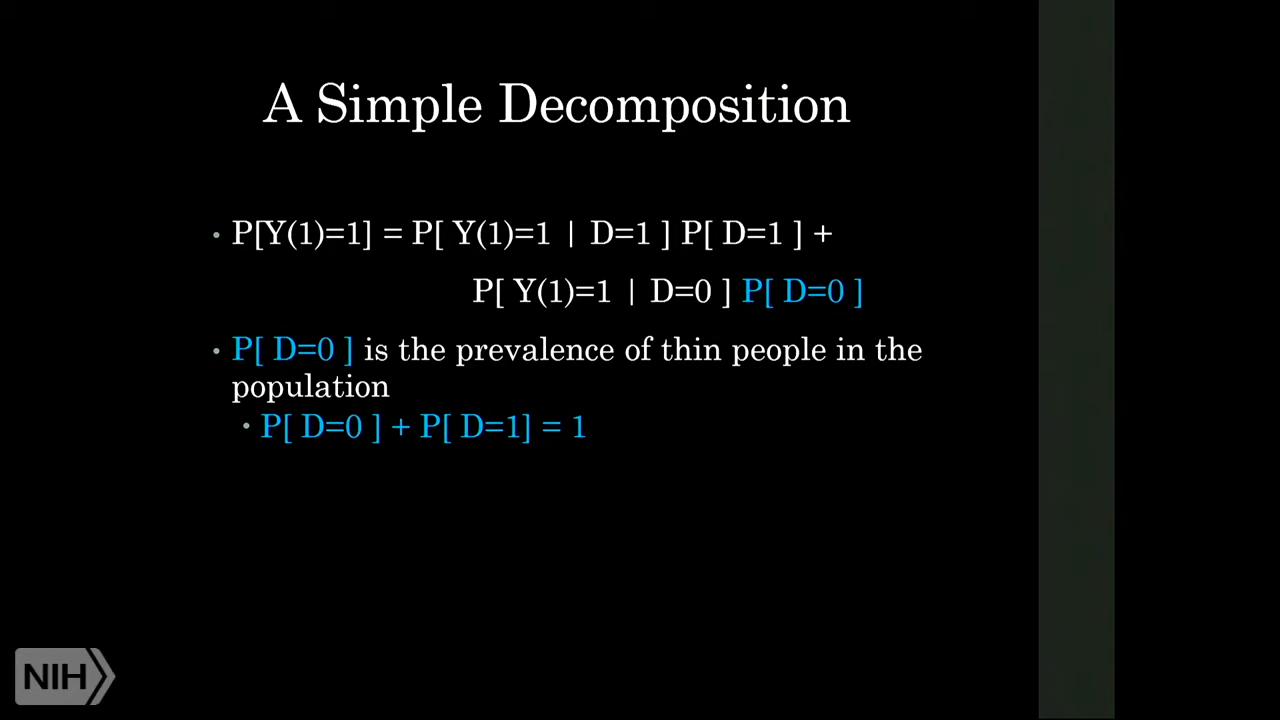 A Simple Decomposition
• P[Y(1)=1] = P[ Y(1)=1 | D=1 ] P[ D=1 ] +
P[ Y(1)=1 | D=0 ] P[ D=0 ]
• P[ D=0 ] is the prevalence of thin people in the
population
• P[ D=0 ] + P[ D=1] = 1
NIH